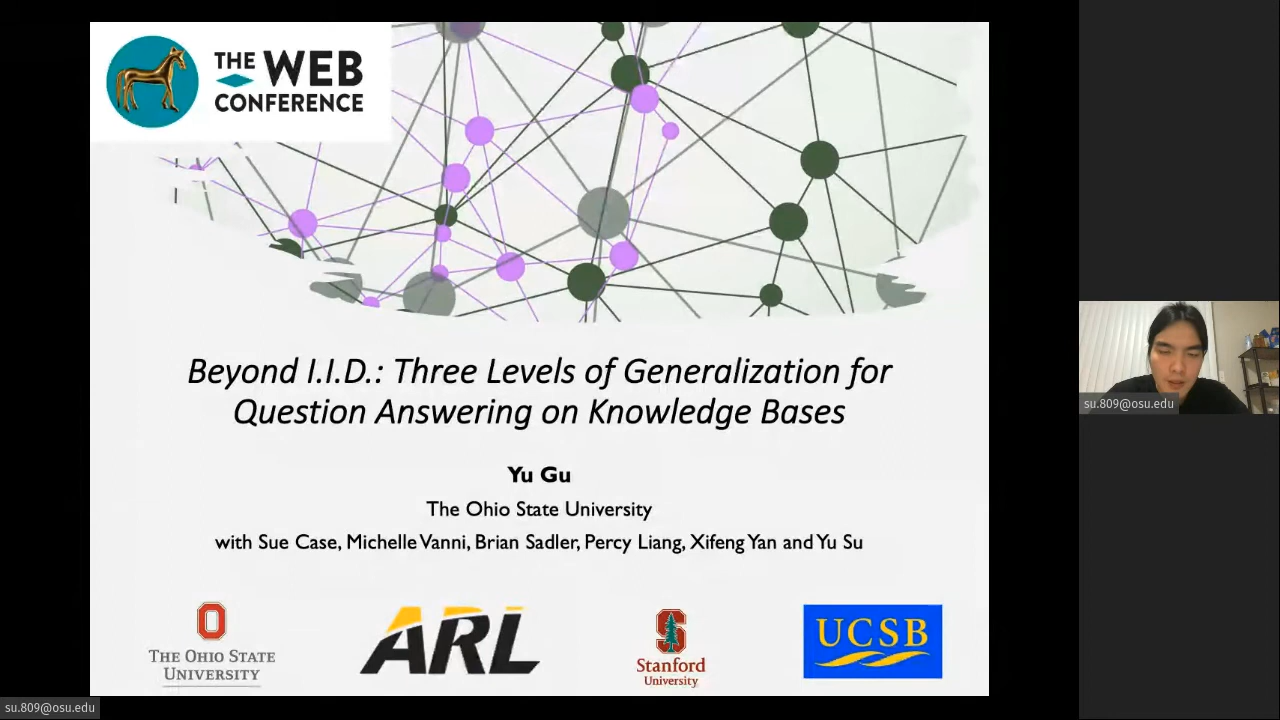 THE WEB
CONFERENCE
Beyond I.I.D.: Three Levels of Generalization for
Question Answering on Knowledge Bases
Yu Gu
The Ohio State University
with Sue Case, Michelle Vanni, Brian Sadler, Percy Liang, Xifeng Yan and Yu Su
THE OHIO STATE
UNIVERSITY
ARL
S
Stanford
University
UCSB
su.809@osu.edu
su.809@osu.edu